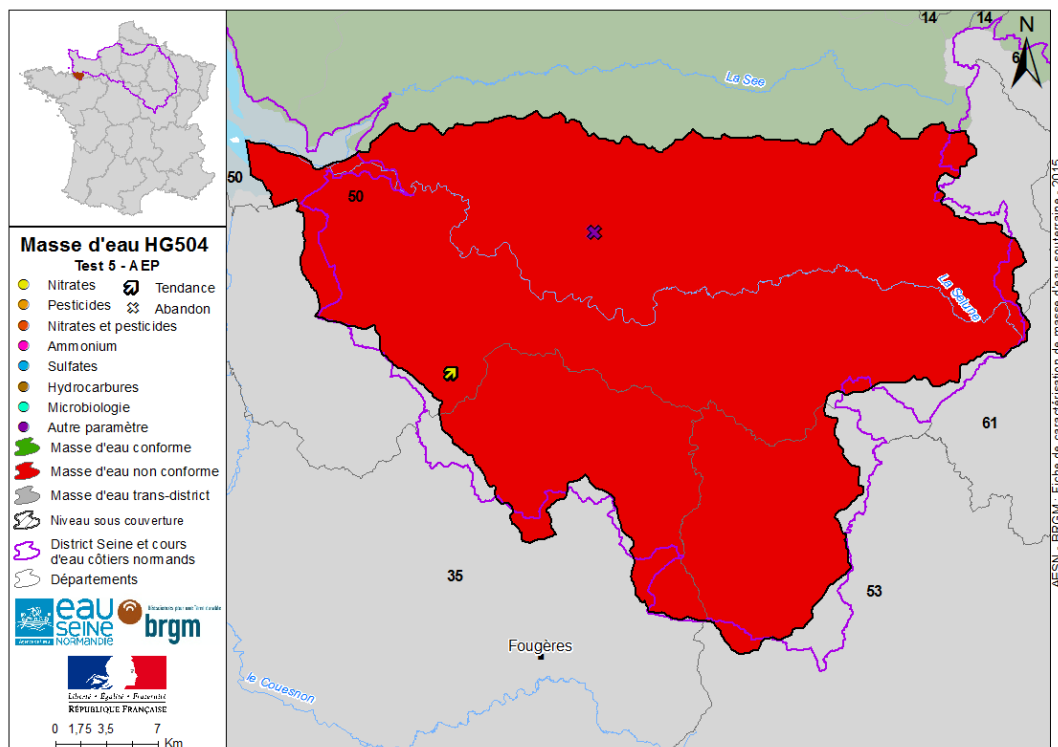 Masse d'eau HG504
Test 5 - AEP
Nitrates
Tendance
Pesticides
Abandon
Nitrates et pesticides
Ammonium
Sulfates
Hydrocarbures
Microbiologie
Autre paramètre
Masse d'eau conforme
Masse d'eau non conforme
Masse d'eau trans-district
Niveau sous couverture
District Seine et cours
d'eau côtiers normands
Départements
eau
SEINE
NORMANDIE
brgm
Liberté • Égalité • Fraternité
RÉPUBLIQUE FRANÇAISE
0 1,75 3,5 7
Km
14
14
N
La See
50
50
La Selune
61
35
53
Fougères
le Couesnon
AESN - BRGM : Fiche de caractérisation de masse d'eau souterraine - 2015